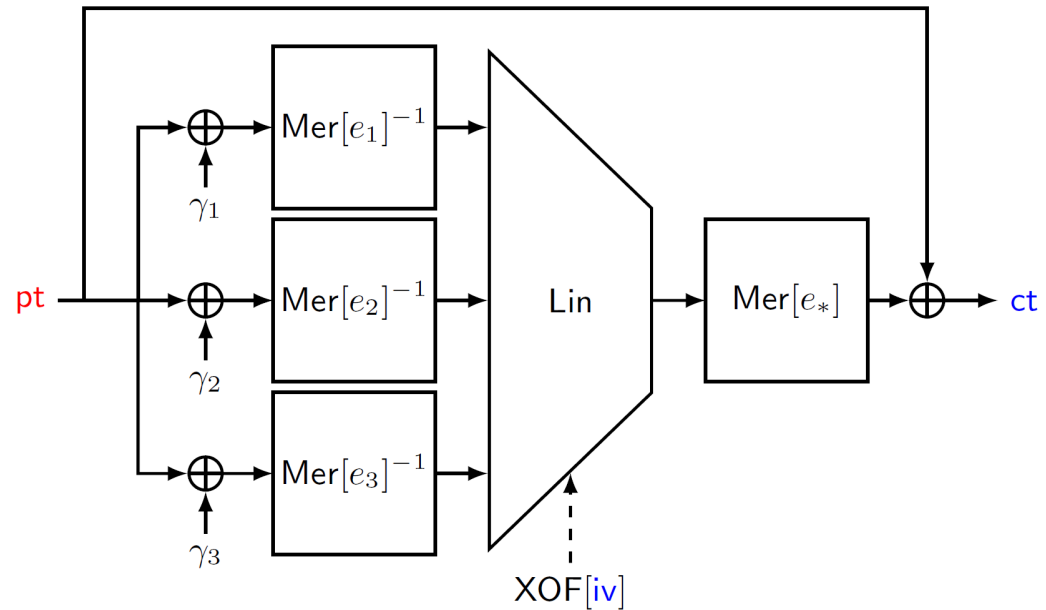 Mer[e₁]⁻¹
γ₁
pt
Mer[e₂]⁻¹
Lin
Mer[e∗]
ct
γ₂
Mer[e₃]⁻¹
γ₃
XOF[iv]